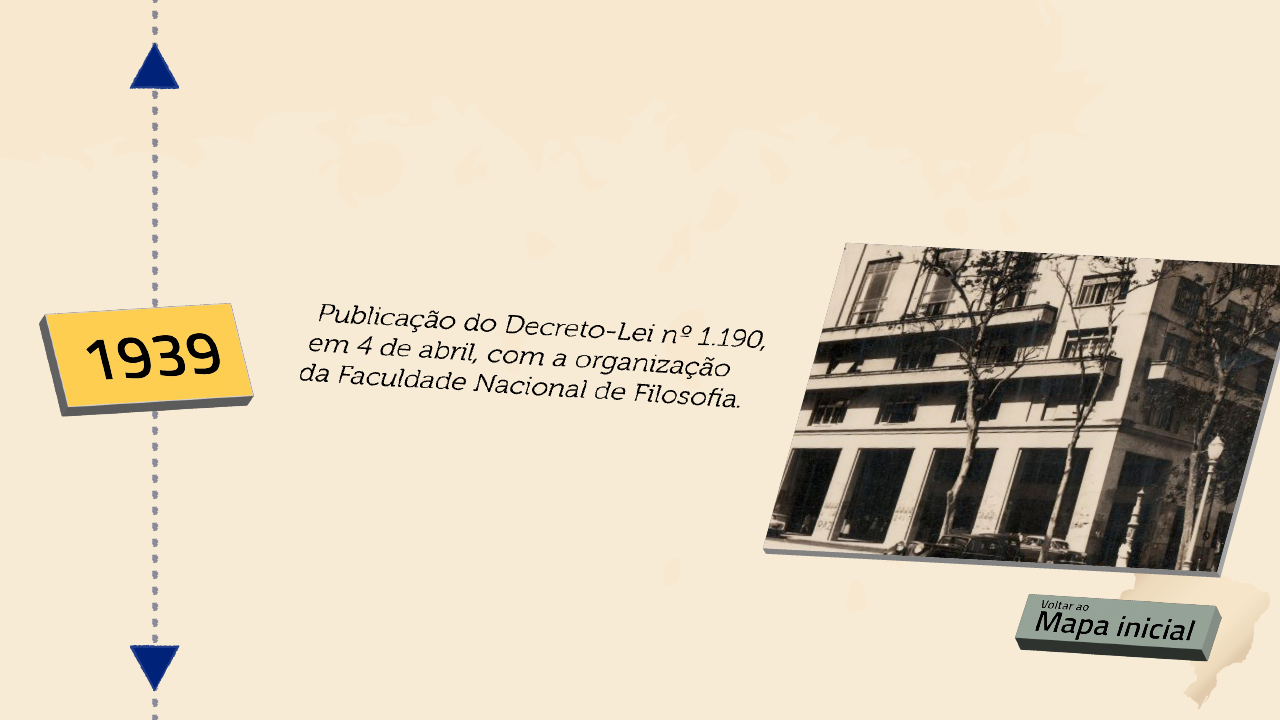 1939
Publicação do Decreto-Lei nº 1.190,
em 4 de abril, com a organização
da Faculdade Nacional de Filosofia.
Voltar ao
Mapa inicial